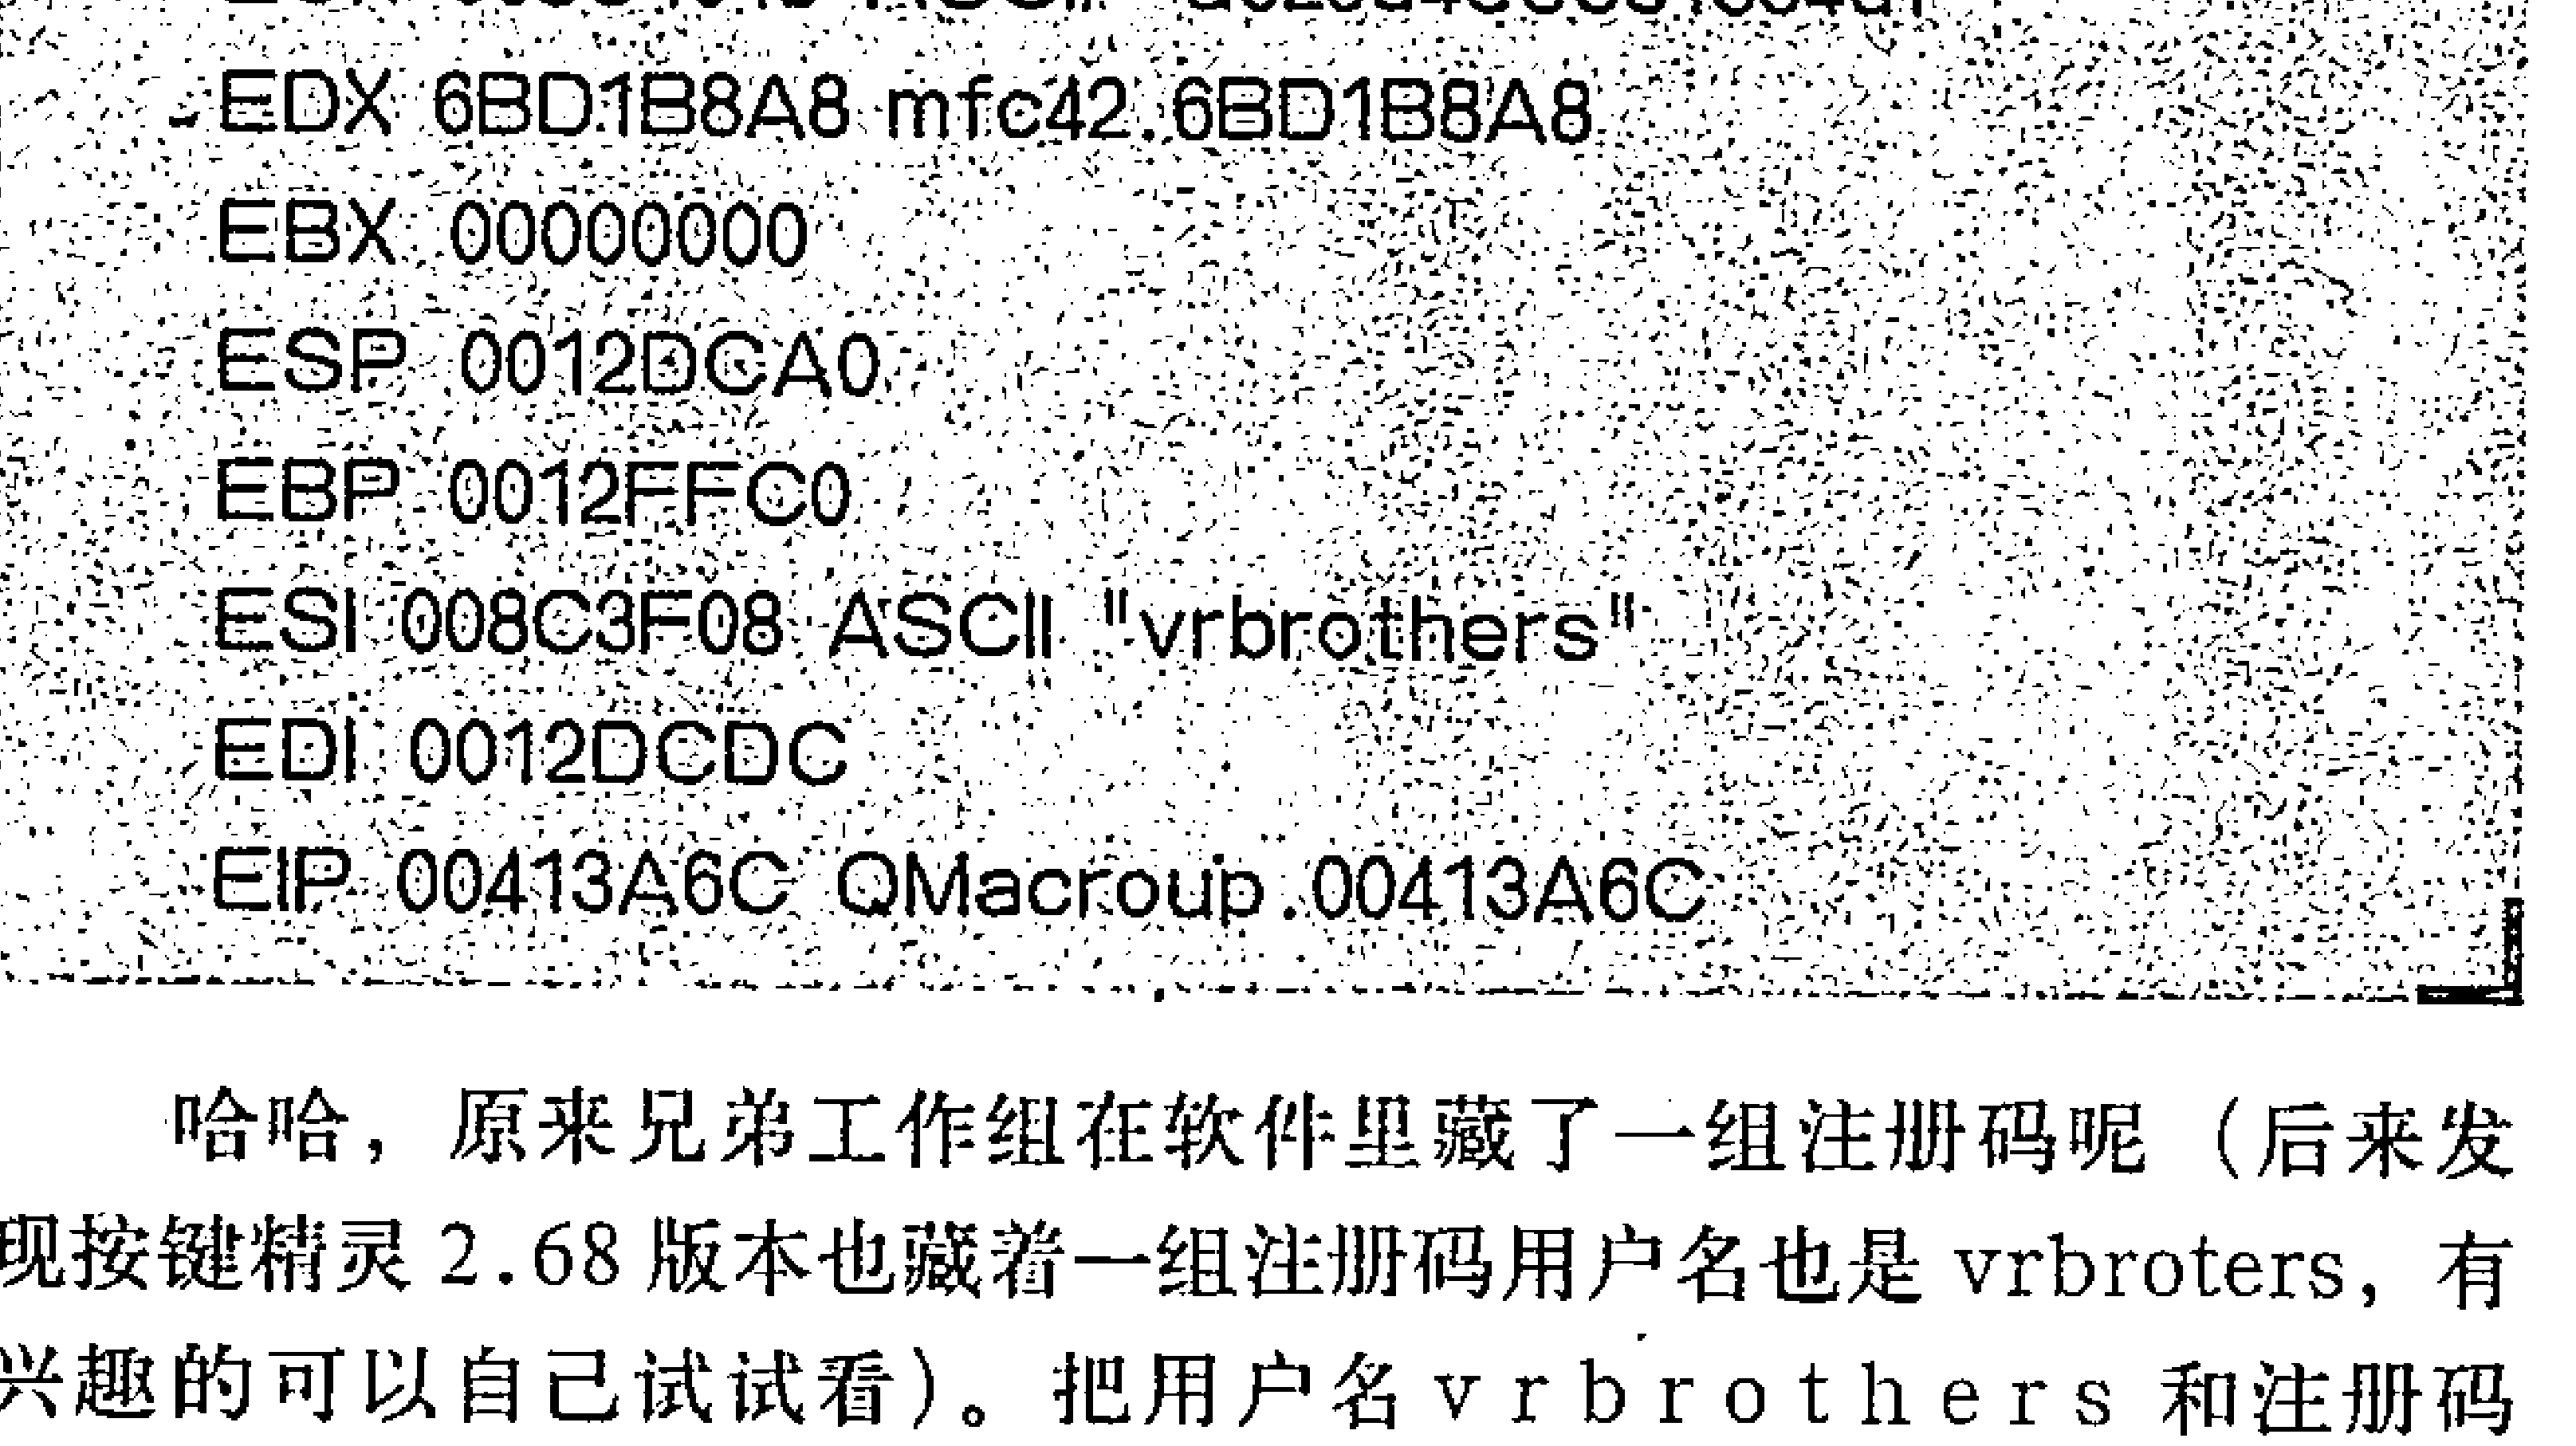 EDX 6BD1B8A8 mfc42.6BD1B8A8
EBX 00000000
ESP 0012DCA0
EBP 0012FFC0
ESI 008C3F08 ASCII "vrbrothers"
EDI 0012DCDC
EIP 00413A6C QMacroup.00413A6C
哈哈，原来兄弟工作组在软件里藏了一组注册码呢（后来发
现按键精灵2.68版本也藏着一组注册码用户名也是vrbroters，有
兴趣的可以自己试试看）。把用户名vrbrothers和注册码